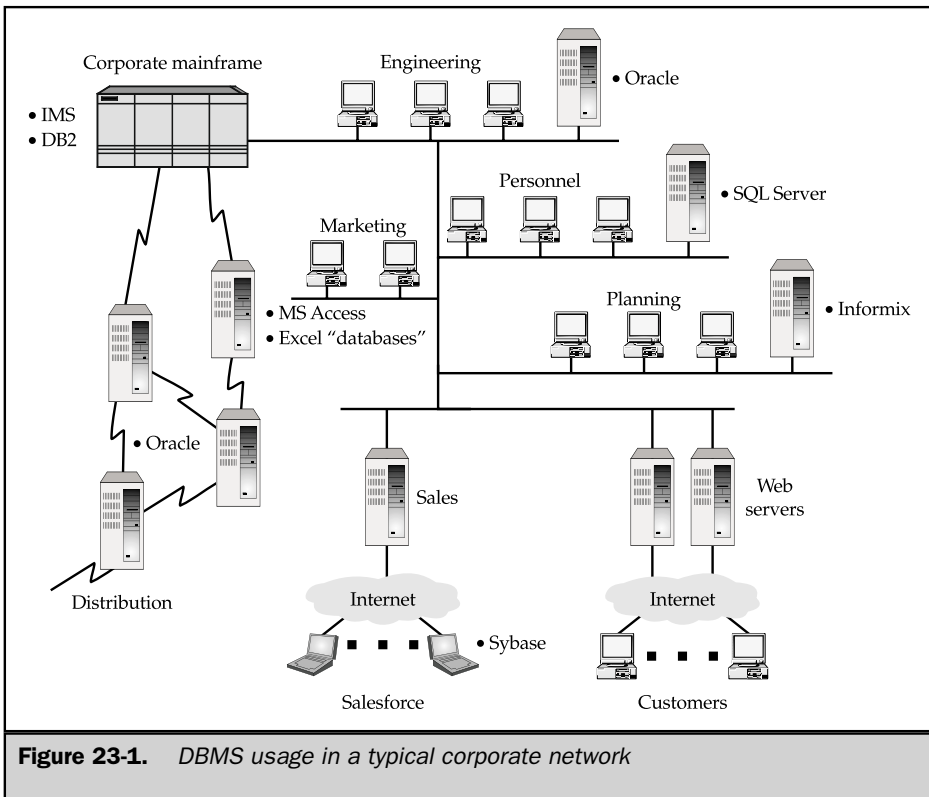 Corporate mainframe
• IMS
• DB2
Engineering
• Oracle
Personnel
• SQL Server
Marketing
• MS Access
• Excel “databases”
Planning
• Informix
• Oracle
Distribution
Sales
Web
servers
Internet
Internet
• Sybase
Salesforce
Customers
Figure 23-1. DBMS usage in a typical corporate network